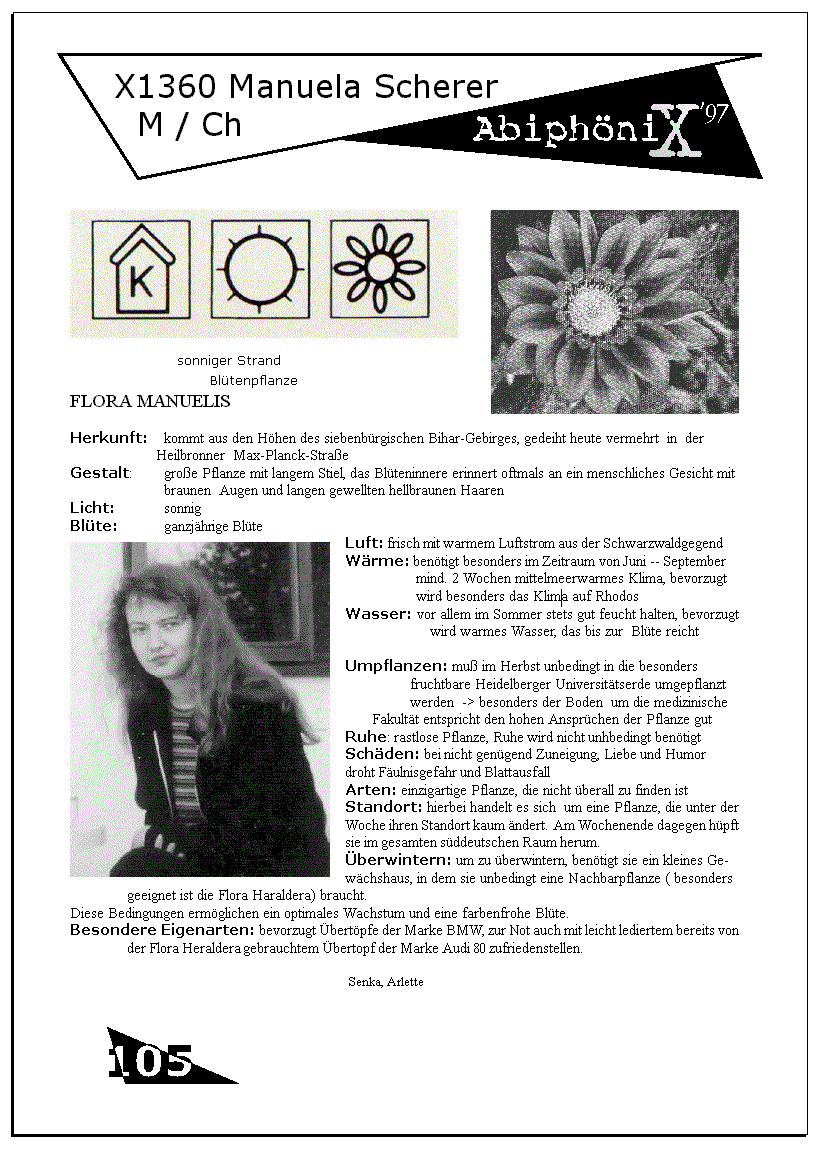 X1360 Manuela Scherer
M / Ch
AbiphöniX'97
K
sonniger Strand
Blütenpflanze
FLORA MANUELIS
Herkunft: kommt aus den Höhen des siebenbürgischen Bihar-Gebirges, gedeiht heute vermehrt in der
Heilbronner Max-Planck-Straße
Gestalt: große Pflanze mit langem Stiel, das Blüteninnere erinnert oftmals an ein menschliches Gesicht mit
braunen Augen und langen gewellten hellbraunen Haaren
Licht: sonnig
Blüte: ganzjährige Blüte
Luft: frisch mit warmem Luftstrom aus der Schwarzwaldgegend
Wärme: benötigt besonders im Zeitraum von Juni -- September
mind. 2 Wochen mittelmeerwarmes Klima, bevorzugt
wird besonders das Klima auf Rhodos
Wasser: vor allem im Sommer stets gut feucht halten, bevorzugt
wird warmes Wasser, das bis zur Blüte reicht
Umpflanzen: muß im Herbst unbedingt in die besonders
fruchtbare Heidelberger Universitätserde umgepflanzt
werden -> besonders der Boden um die medizinische
Fakultät entspricht den hohen Ansprüchen der Pflanze gut
Ruhe: rastlose Pflanze, Ruhe wird nicht unhbedingt benötigt
Schäden: bei nicht genügend Zuneigung, Liebe und Humor
droht Fäulnisgefahr und Blattausfall
Arten: einzigartige Pflanze, die nicht überall zu finden ist
Standort: hierbei handelt es sich um eine Pflanze, die unter der
Woche ihren Standort kaum ändert. Am Wochenende dagegen hüpft
sie im gesamten süddeutschen Raum herum.
Überwintern: um zu überwintern, benötigt sie ein kleines Ge-
wächshaus, in dem sie unbedingt eine Nachbarpflanze ( besonders
geeignet ist die Flora Haraldera) braucht.
Diese Bedingungen ermöglichen ein optimales Wachstum und eine farbenfrohe Blüte.
Besondere Eigenarten: bevorzugt Übertöpfe der Marke BMW, zur Not auch mit leicht lediertem bereits von
der Flora Heraldera gebrauchtem Übertopf der Marke Audi 80 zufriedenstellen.
Senka, Arlette
105